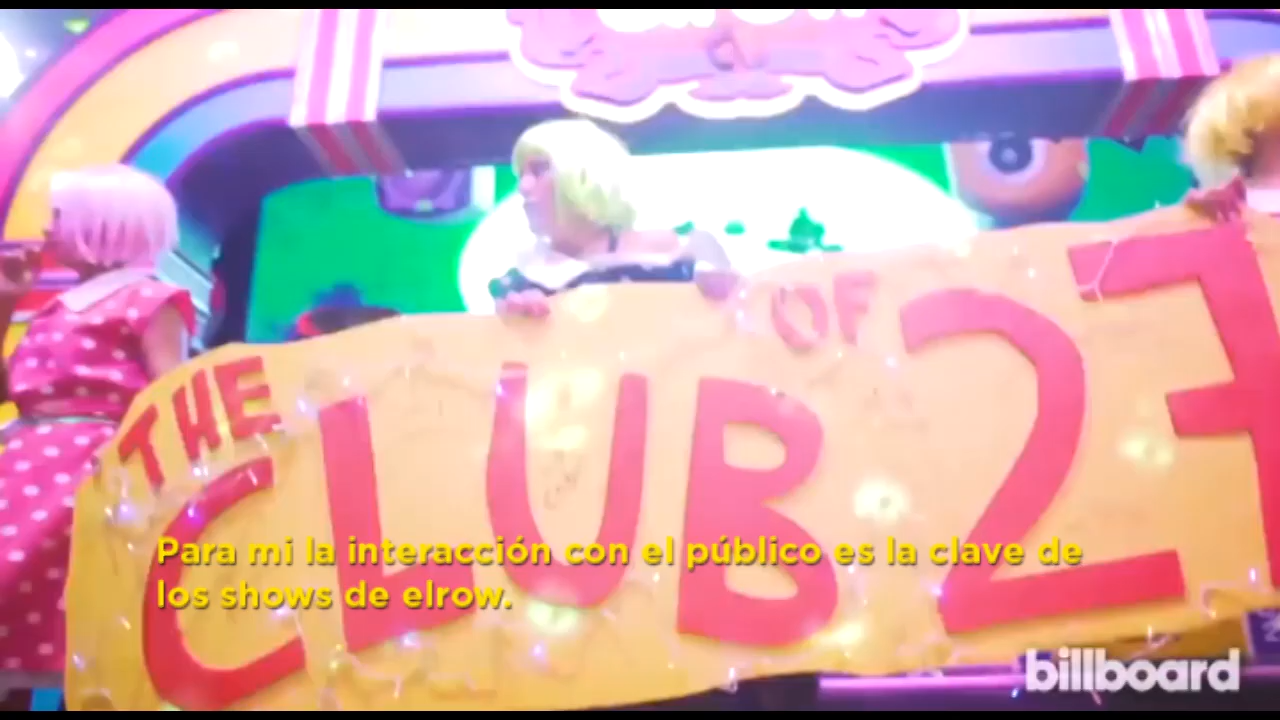 THE
CLUB OF 27
Para mi la interacción con el público es la clave de
los shows de elrow.
billboard